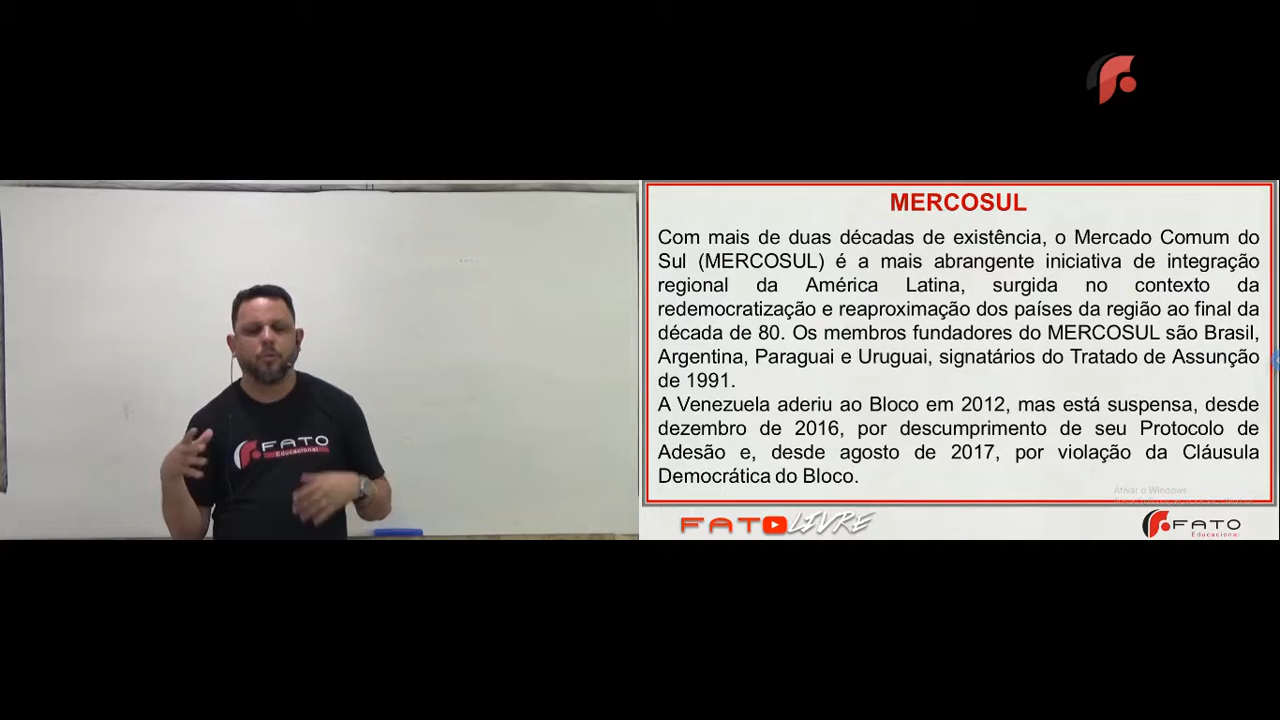 MERCOSUL
Com mais de duas décadas de existência, o Mercado Comum do
Sul (MERCOSUL) é a mais abrangente iniciativa de integração
regional da América Latina, surgida no contexto da
redemocratização e reaproximação dos países da região ao final da
década de 80. Os membros fundadores do MERCOSUL são Brasil,
Argentina, Paraguai e Uruguai, signatários do Tratado de Assunção
de 1991.
A Venezuela aderiu ao Bloco em 2012, mas está suspensa, desde
dezembro de 2016, por descumprimento de seu Protocolo de
Adesão e, desde agosto de 2017, por violação da Cláusula
Democrática do Bloco.
Ativar o Windows
FATO LIVRE
FATO
Educacional
FATO
Educacional